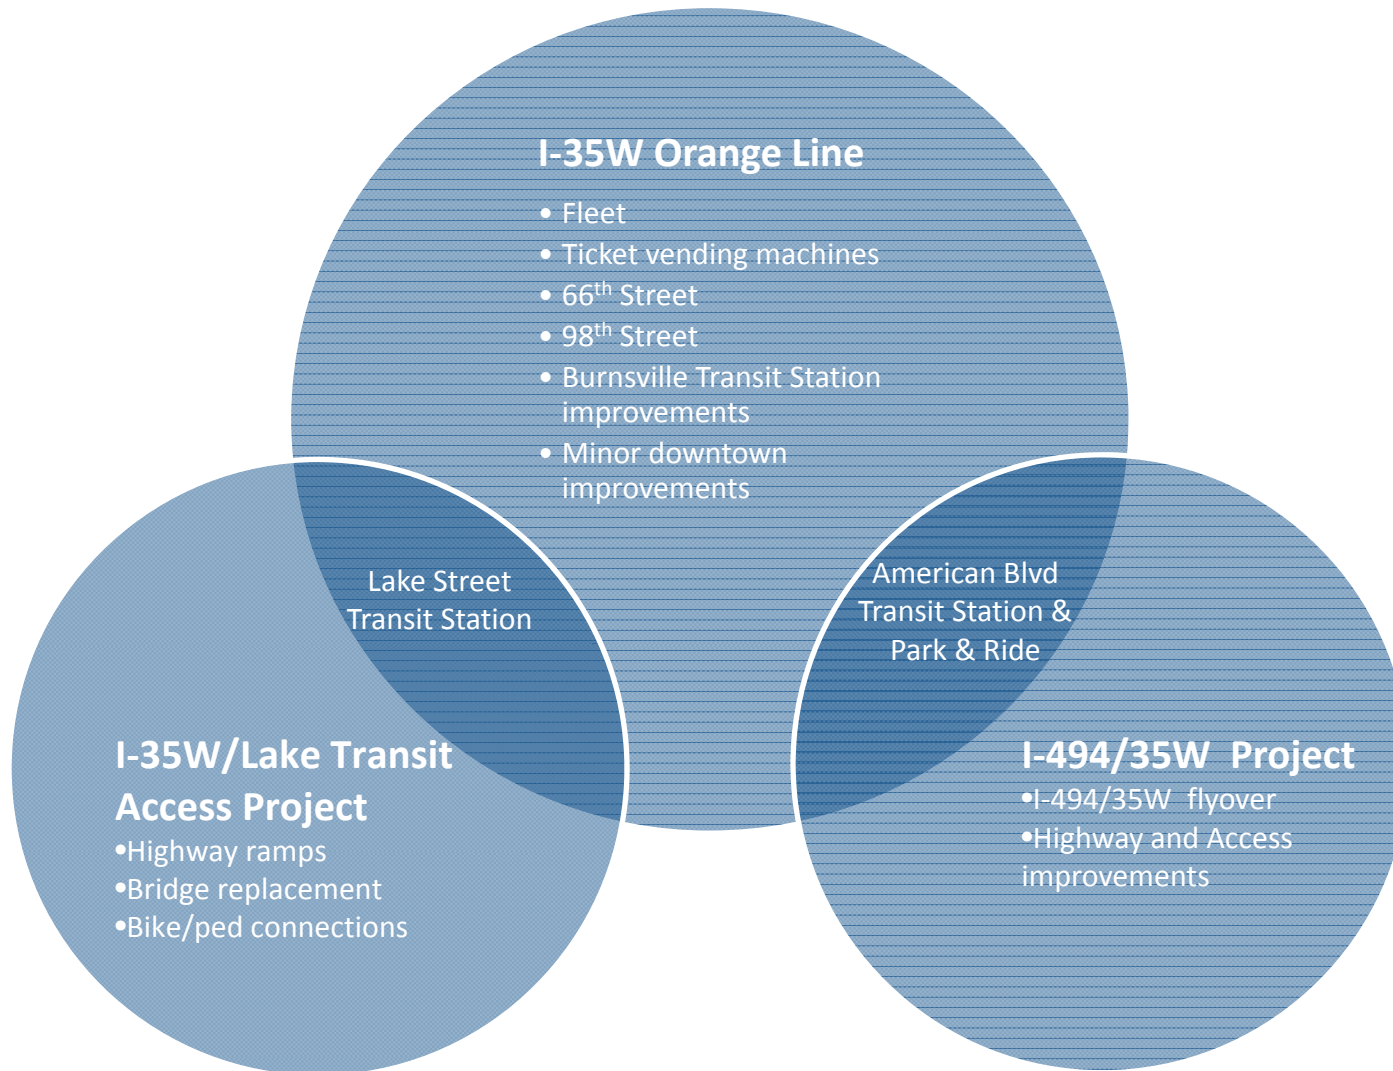 I-35W Orange Line
• Fleet
• Ticket vending machines
• 66th Street
• 98th Street
• Burnsville Transit Station
improvements
• Minor downtown
improvements
Lake Street
Transit Station
American Blvd
Transit Station &
Park & Ride
I-35W/Lake Transit
Access Project
•Highway ramps
•Bridge replacement
•Bike/ped connections
I-494/35W  Project
•I-494/35W  flyover
•Highway and Access
improvements